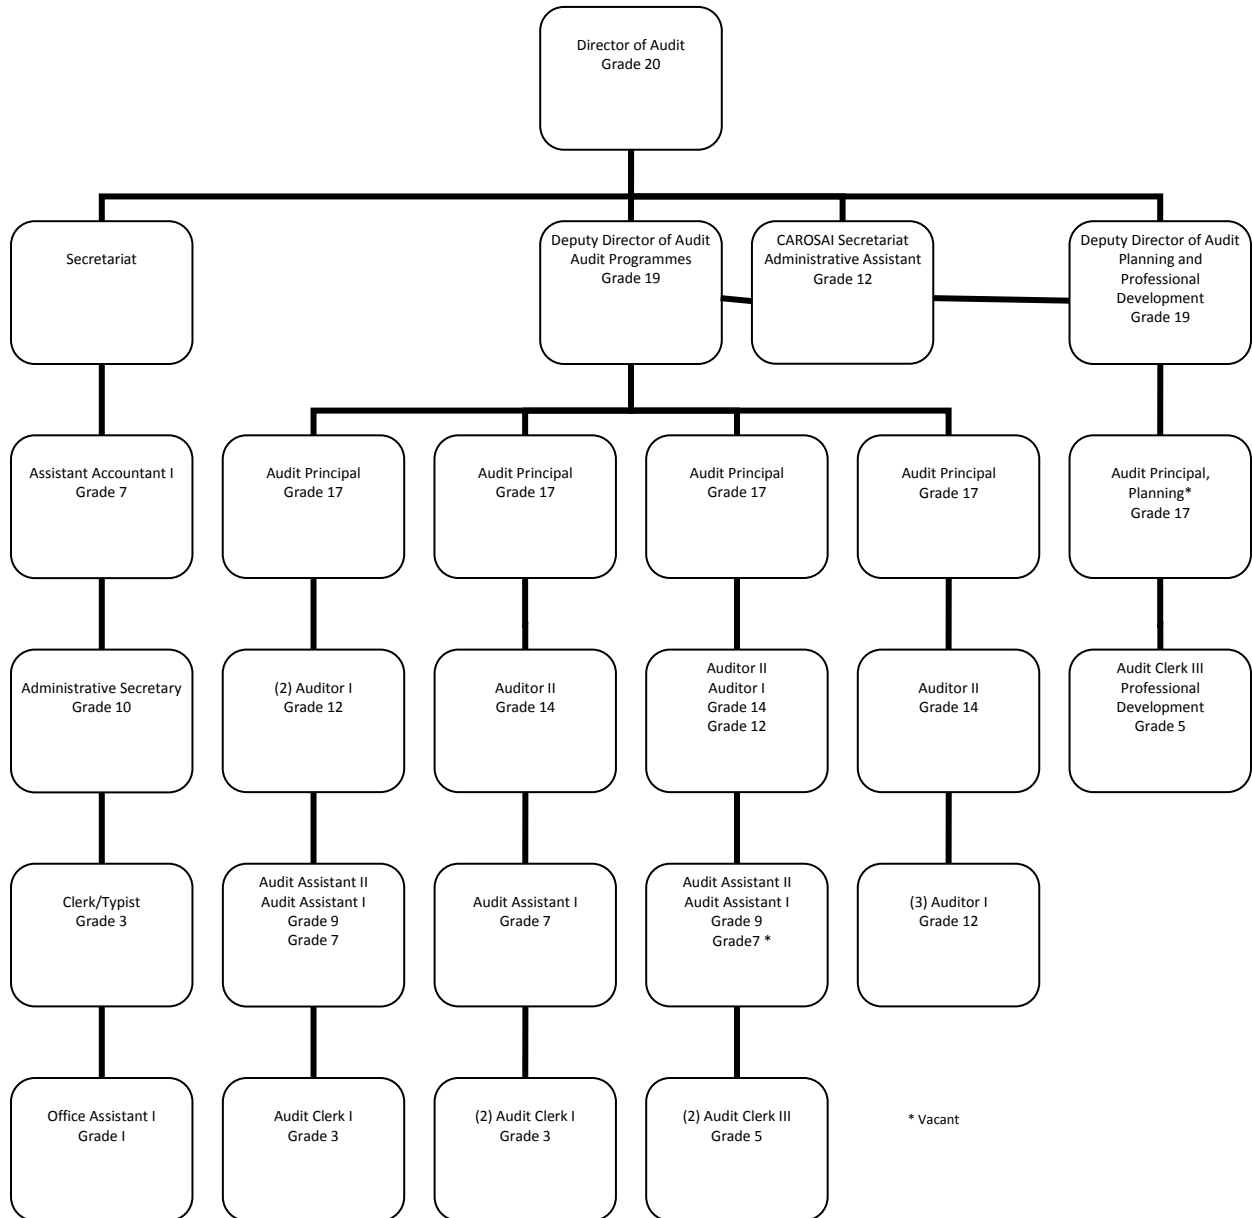 Director of Audit
Grade 20
Secretariat
Deputy Director of Audit
Audit Programmes
Grade 19
CAROSAI Secretariat
Administrative Assistant
Grade 12
Deputy Director of Audit
Planning and
Professional
Development
Grade 19
Assistant Accountant I
Grade 7
Audit Principal
Grade 17
Audit Principal
Grade 17
Audit Principal
Grade 17
Audit Principal
Grade 17
Audit Principal,
Planning*
Grade 17
Administrative Secretary
Grade 10
(2) Auditor I
Grade 12
Auditor II
Grade 14
Auditor II
Auditor I
Grade 14
Grade 12
Auditor II
Grade 14
Audit Clerk III
Professional
Development
Grade 5
Clerk/Typist
Grade 3
Audit Assistant II
Audit Assistant I
Grade 9
Grade 7
Audit Assistant I
Grade 7
Audit Assistant II
Audit Assistant I
Grade 9
Grade7 *
(3) Auditor I
Grade 12
Office Assistant I
Grade I
Audit Clerk I
Grade 3
(2) Audit Clerk I
Grade 3
(2) Audit Clerk III
Grade 5
* Vacant